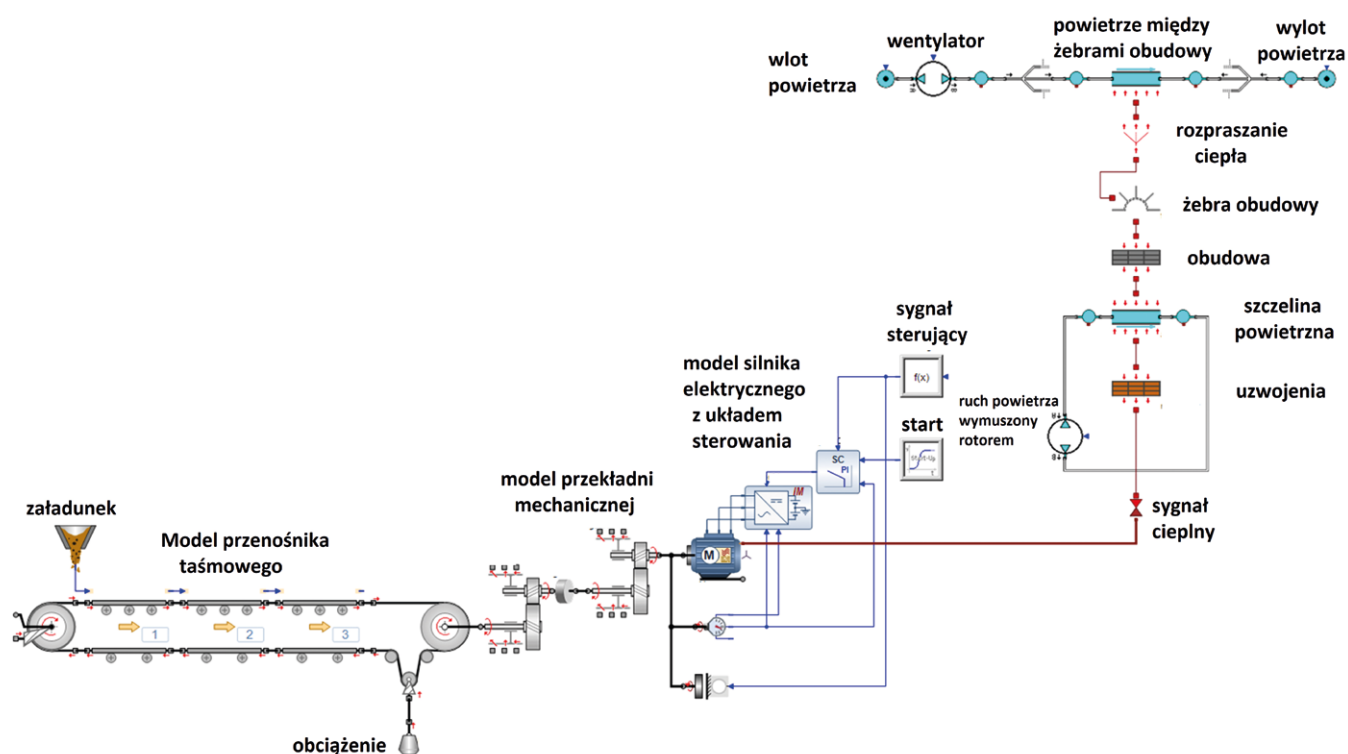 wlot
powietrza
wentylator
powietrze między
żebrami obudowy
wylot
powietrza
rozpraszanie
ciepła
żebra obudowy
obudowa
szczelina
powietrzna
uzwojenia
ruch powietrza
wymuszony
rotorem
sygnał
cieplny
sygnał
sterujący
f(x)
start
model silnika
elektrycznego
z układem
sterowania
SC
PI
IM
M
model przekładni
mechanicznej
załadunek
Model przenośnika
taśmowego
1
2
3
obciążenie